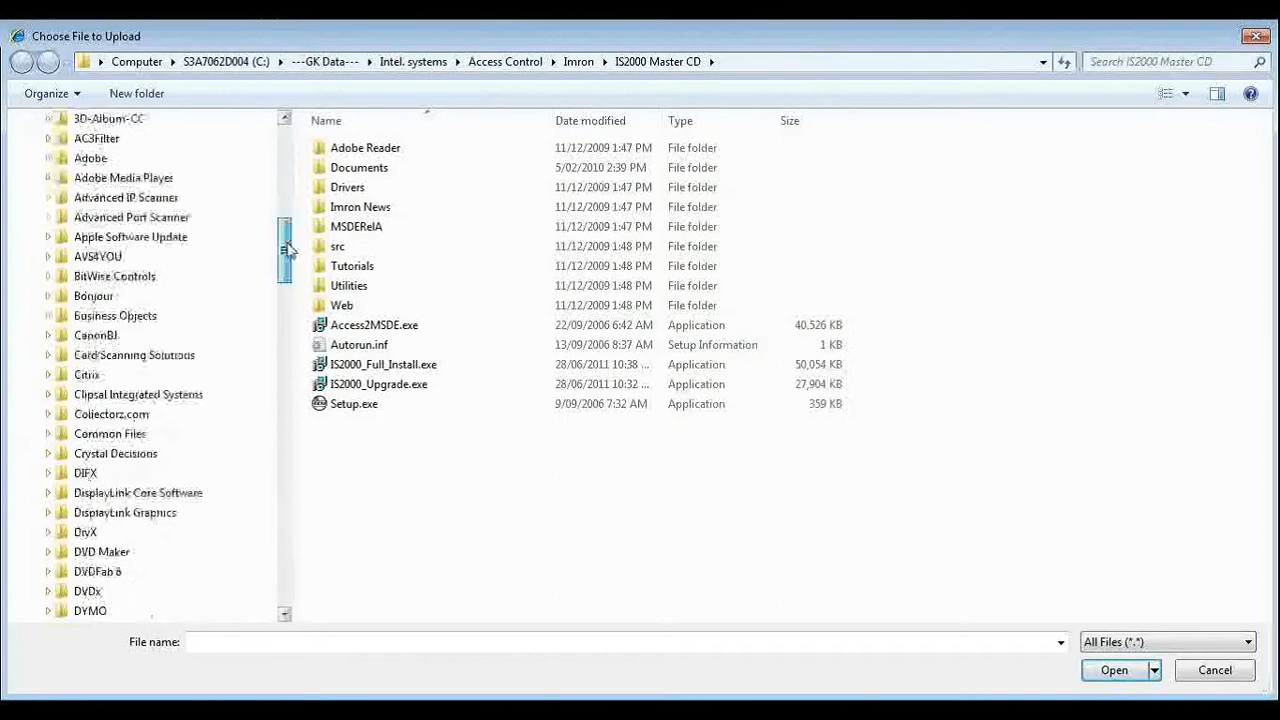 Choose File to Upload
Computer S3A7062D004 (C:) ---GK Data--- Intel. systems Access Control Imron IS2000 Master CD Search IS2000 Master CD
Organize New folder
Name Date modified Type Size
3D-Album-CC
AC3Filter
Adobe
Adobe Media Player
Advanced IP Scanner
Advanced Port Scanner
Apple Software Update
AVS4YOU
BitWise Controls
Bonjour
Business Objects
CanonBJ
Card Scanning Solutions
Citrix
Clipsal Integrated Systems
Collectorz.com
Common Files
Crystal Decisions
DIFX
DisplayLink Core Software
DisplayLink Graphics
DryX
DVD Maker
DVDFab 8
DVDx
DYMO
Adobe Reader 11/12/2009 1:47 PM File folder
Documents 5/02/2010 2:39 PM File folder
Drivers 11/12/2009 1:47 PM File folder
Imron News 11/12/2009 1:47 PM File folder
MSDERelA 11/12/2009 1:47 PM File folder
src 11/12/2009 1:48 PM File folder
Tutorials 11/12/2009 1:48 PM File folder
Utilities 11/12/2009 1:48 PM File folder
Web 11/12/2009 1:48 PM File folder
Access2MSDE.exe 22/09/2006 6:42 AM Application 40,526 KB
Autorun.inf 13/09/2006 8:37 AM Setup Information 1 KB
IS2000_Full_Install.exe 28/06/2011 10:38 ... Application 50,054 KB
IS2000_Upgrade.exe 28/06/2011 10:32 ... Application 27,904 KB
Setup.exe 9/09/2006 7:32 AM Application 359 KB
File name: All Files (*.*)
Open Cancel